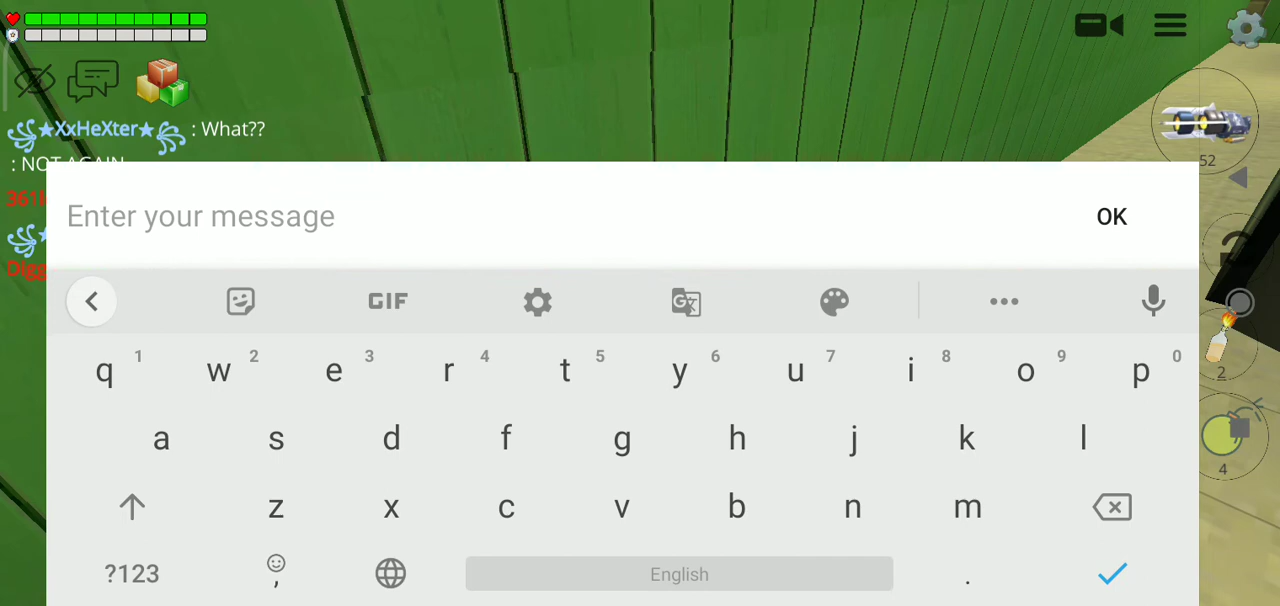 ꧁★XxHeXter★꧂ : What??
: NOT AGAIN
52
Enter your message
OK
GIF
q 1 w 2 e 3 r 4 t 5 y 6 u 7 i 8 o 9 p 0
a s d f g h j k l
z x c v b n m
?123 , English .
2
4